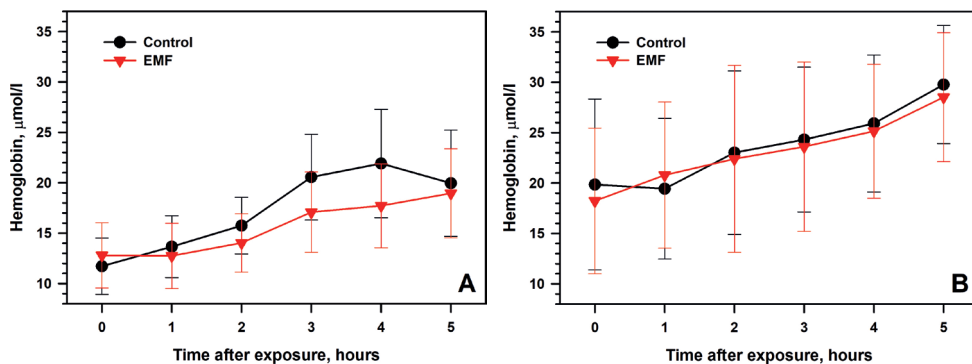 Hemoglobin, μmol/l
35
30
25
20
15
10
Control
EMF
A
0 1 2 3 4 5
Time after exposure, hours
Hemoglobin, μmol/l
35
30
25
20
15
10
Control
EMF
B
0 1 2 3 4 5
Time after exposure, hours